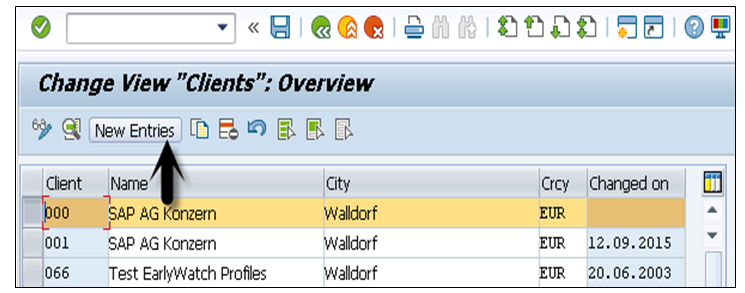 Change View "Clients": Overview
New Entries
Client Name City Crcy Changed on
000 SAP AG Konzern Walldorf EUR
001 SAP AG Konzern Walldorf EUR 12.09.2015
066 Test EarlyWatch Profiles Walldorf EUR 20.06.2003